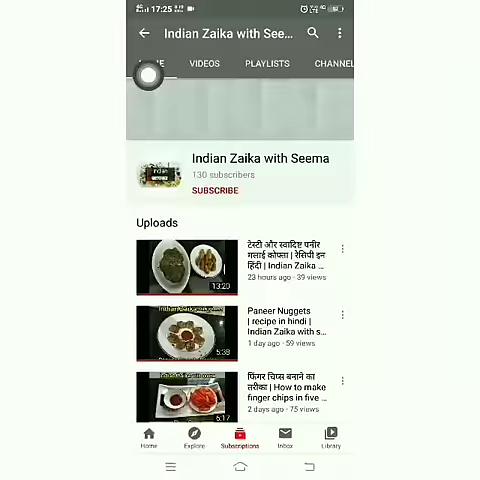 17:25
Indian Zaika with See...
VIDEOS
PLAYLISTS
CHANNEL
Indian Zaika with Seema
130 subscribers
SUBSCRIBE
Uploads
टेस्टी और स्वादिष्ट पनीर
मलाई कोफ्ता | रेसिपी इन
हिंदी | Indian Zaika ...
23 hours ago · 39 views
13:20
Paneer Nuggets
| recipe in hindi |
Indian Zaika with s...
1 day ago · 59 views
5:38
फिंगर चिप्स बनाने का
तरीका | How to make
finger chips in five ...
2 days ago · 75 views
6:17
Home
Explore
Subscriptions
Inbox
Library